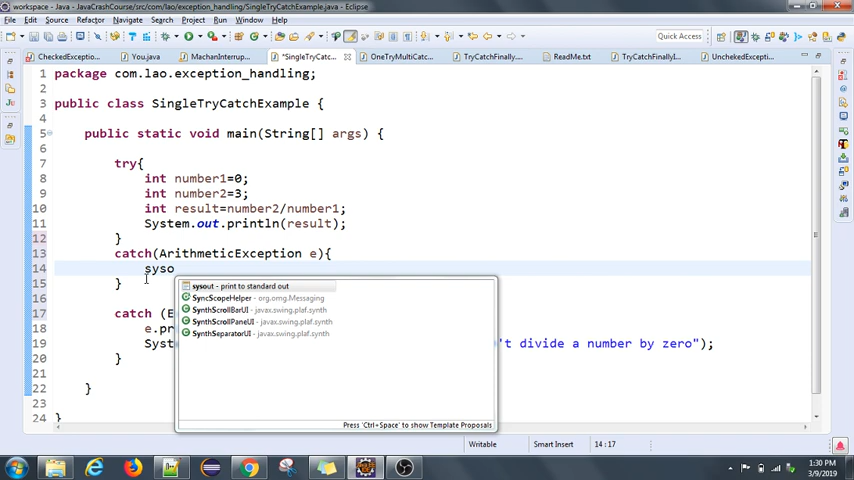 workspace - Java - JavaCrashCourse/src/com/lao/exception_handling/SingleTryCatchExample.java - Eclipse
File Edit Source Refactor Navigate Search Project Run Window Help
Quick Access
CheckedException... You.java MachanInterrup... *SingleTryCatc... OneTryMultiCatc... TryCatchFinally... ReadMe.txt TryCatchFinallyI... UncheckedExcepti...
1 package com.lao.exception_handling;
2
3 public class SingleTryCatchExample {
4
5 public static void main(String[] args) {
6
7 try{
8 int number1=0;
9 int number2=3;
10 int result=number2/number1;
11 System.out.println(result);
12 }
13 catch(ArithmeticException e){
14 syso
15 }
16
17 catch (E
18 e.pr
19 Syst 't divide a number by zero");
20 }
21
22 }
23
24 }
sysout - print to standard out
SyncScopeHelper - org.omg.Messaging
SynthScrollBarUI - javax.swing.plaf.synth
SynthScrollPaneUI - javax.swing.plaf.synth
SynthSeparatorUI - javax.swing.plaf.synth
Press 'Ctrl+Space' to show Template Proposals
Writable Smart Insert 14 : 17
1:30 PM
3/9/2019